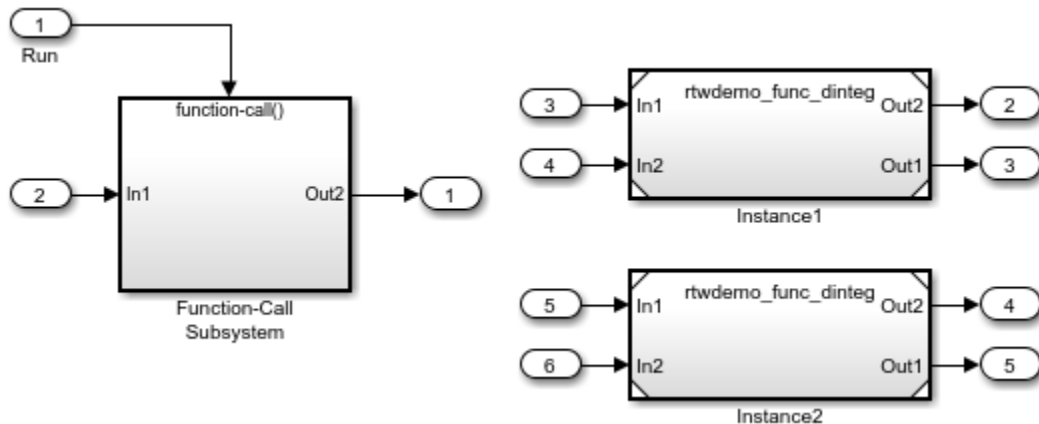 1
Run
function-call()
2
In1
Out2
1
Function-Call
Subsystem
rtwdemo_func_dinteg
3
In1
Out2
2
4
In2
Out1
3
Instance1
rtwdemo_func_dinteg
5
In1
Out2
4
6
In2
Out1
5
Instance2